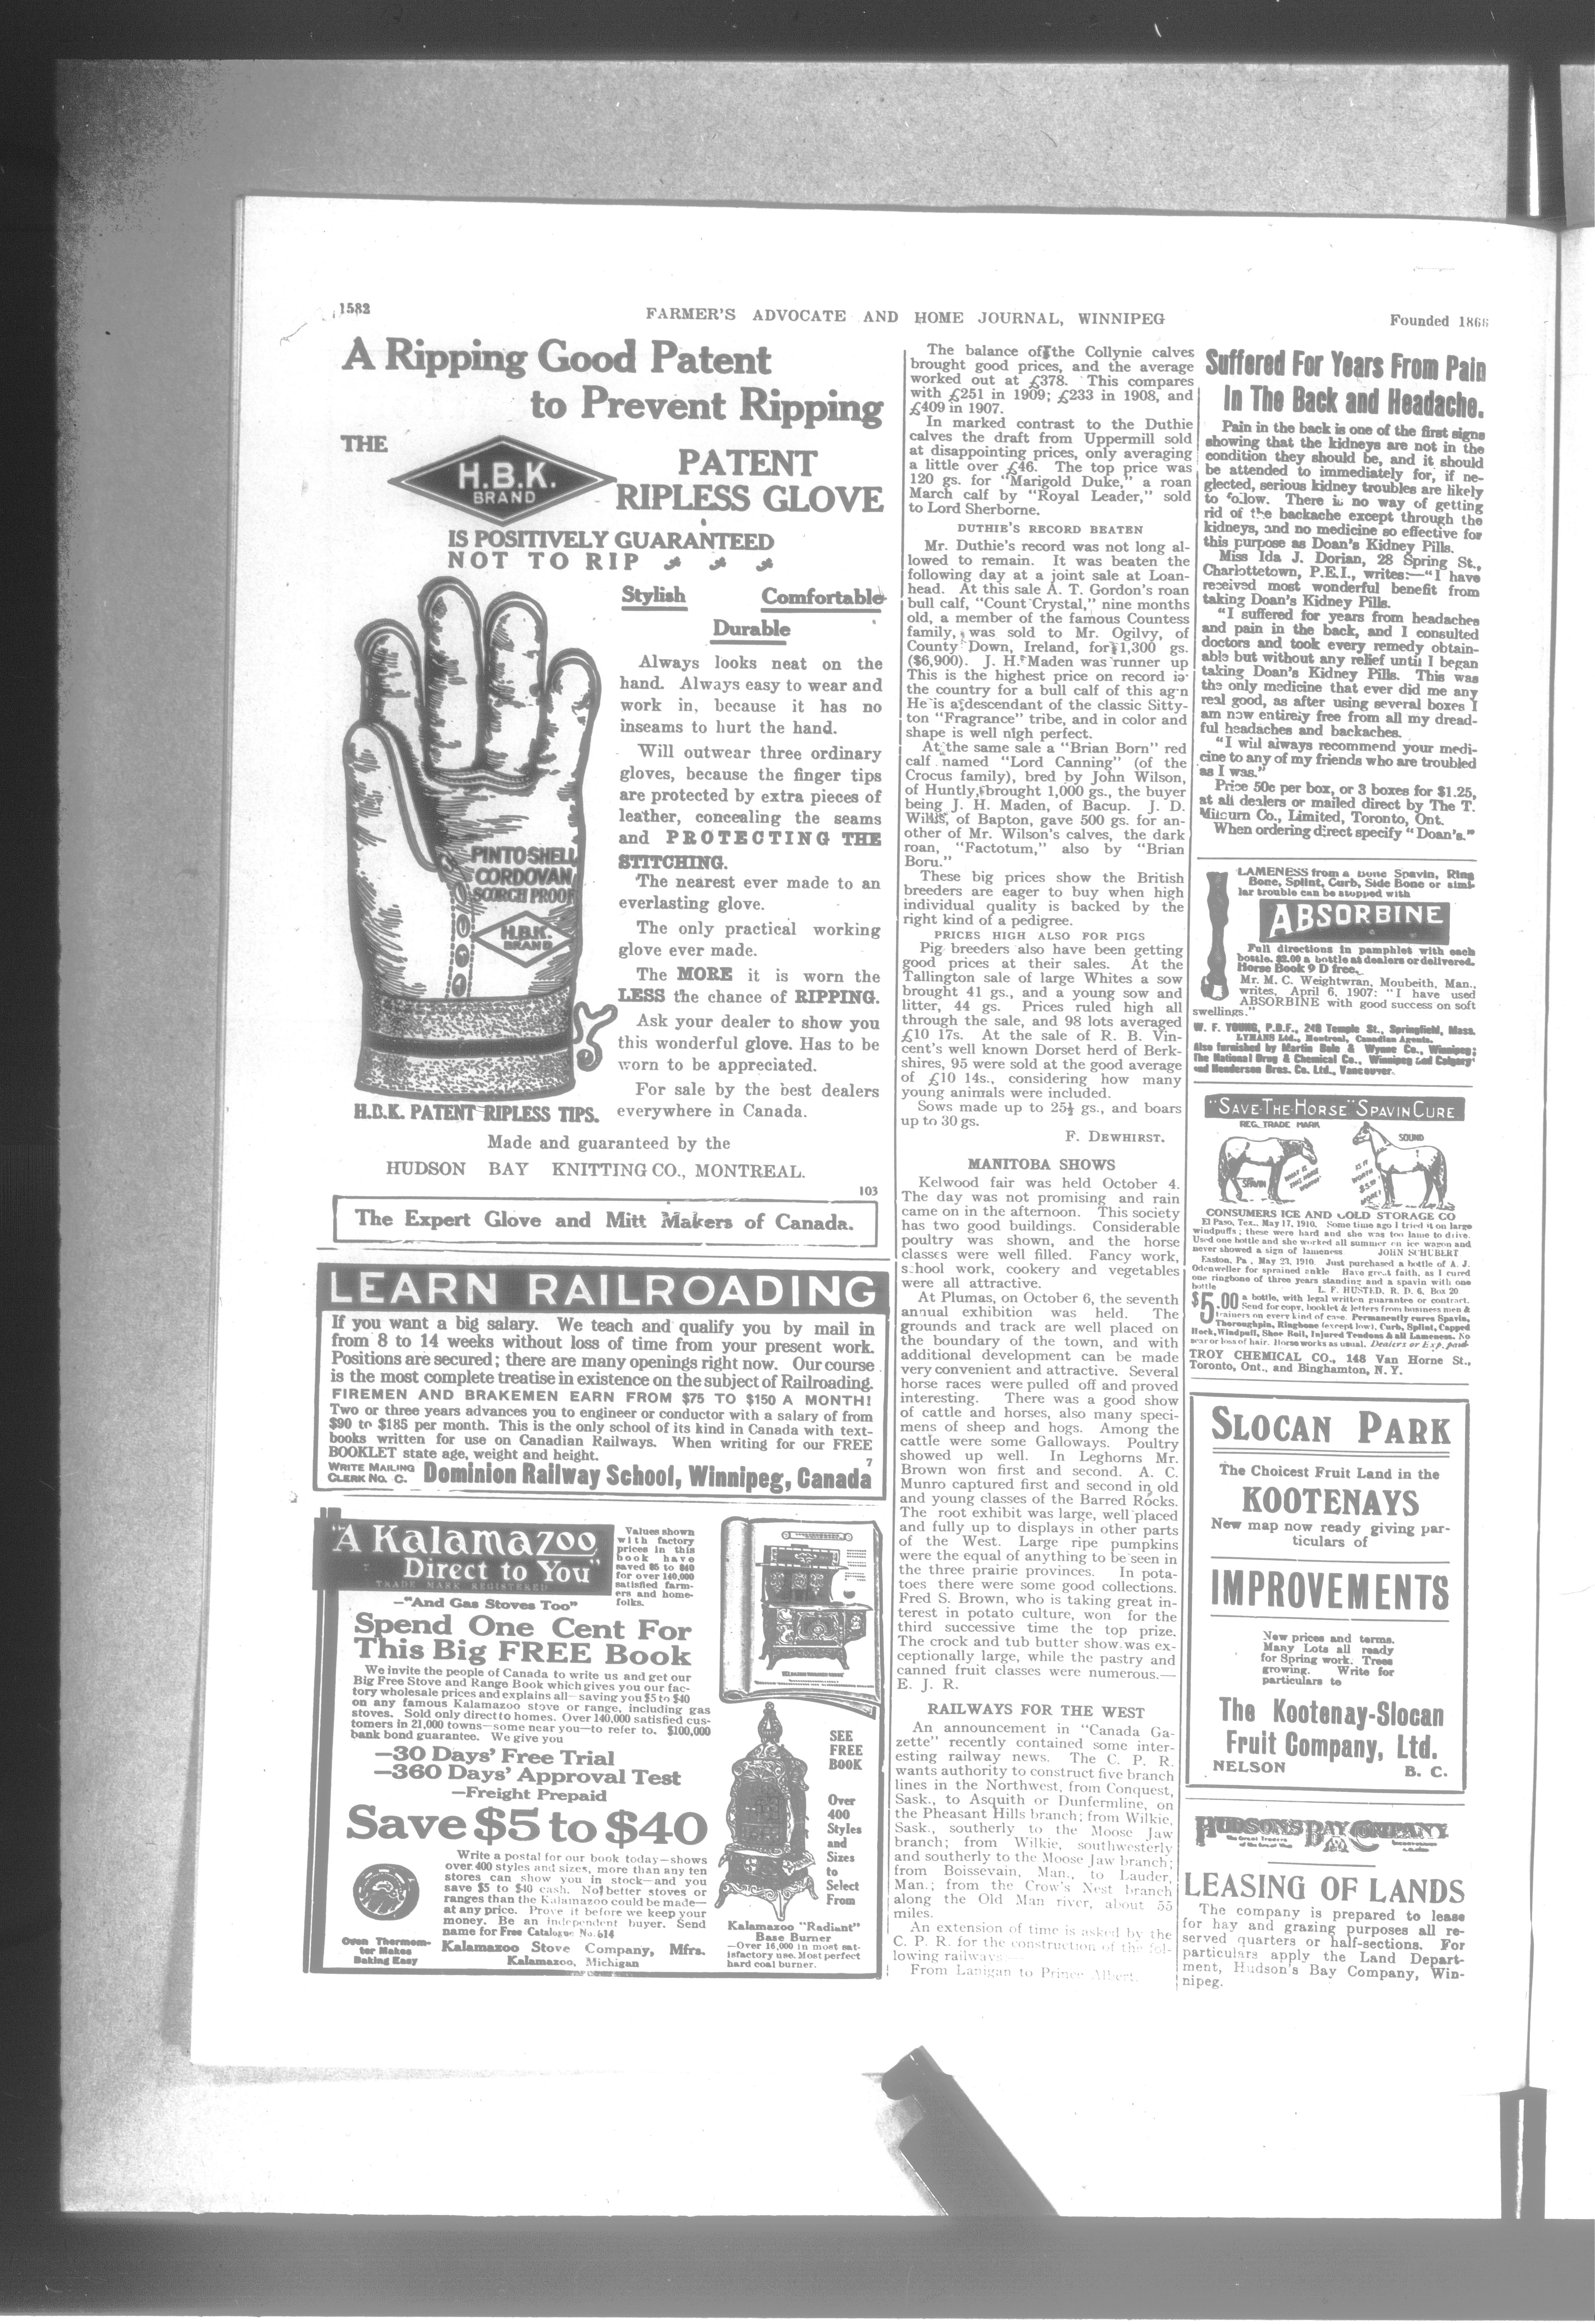 1582
FARMER'S ADVOCATE AND HOME JOURNAL, WINNIPEG
Founded 1866
A Ripping Good Patent
to Prevent Ripping
THE
H.B.K.
BRAND
PATENT
RIPLESS GLOVE
IS POSITIVELY GUARANTEED
NOT TO RIP
Stylish Comfortable
Durable
Always looks neat on the
hand. Always easy to wear and
work in, because it has no
inseams to hurt the hand.
Will outwear three ordinary
gloves, because the finger tips
are protected by extra pieces of
leather, concealing the seams
and PROTECTING THE
STITCHING.
The nearest ever made to an
everlasting glove.
The only practical working
glove ever made.
The MORE it is worn the
LESS the chance of RIPPING.
Ask your dealer to show you
this wonderful glove. Has to be
worn to be appreciated.
For sale by the best dealers
everywhere in Canada.
PINTO SHELL
CORDOVAN
SCORCH PROOF
H.B.K.
BRAND
H.B.K. PATENT RIPLESS TIPS.
Made and guaranteed by the
HUDSON BAY KNITTING CO., MONTREAL.
103
The Expert Glove and Mitt Makers of Canada.
LEARN RAILROADING
If you want a big salary. We teach and qualify you by mail in
from 8 to 14 weeks without loss of time from your present work.
Positions are secured; there are many openings right now. Our course
is the most complete treatise in existence on the subject of Railroading.
FIREMEN AND BRAKEMEN EARN FROM $75 TO $150 A MONTH!
Two or three years advances you to engineer or conductor with a salary of from
$90 to $185 per month. This is the only school of its kind in Canada with text-
books written for use on Canadian Railways. When writing for our FREE
BOOKLET state age, weight and height.
7
WRITE MAILING
CLERK NO. C.
Dominion Railway School, Winnipeg, Canada
"A Kalamazoo
Direct to You"
TRADE MARK REGISTERED
—"And Gas Stoves Too"
Values shown
with factory
prices in this
book have
saved $5 to $40
for over 140,000
satisfied farm-
ers and home-
folks.
Spend One Cent For
This Big FREE Book
We invite the people of Canada to write us and get our
Big Free Stove and Range Book which gives you our fac-
tory wholesale prices and explains all—saving you $5 to $40
on any famous Kalamazoo stove or range, including gas
stoves. Sold only direct to homes. Over 140,000 satisfied cus-
tomers in 21,000 towns—some near you—to refer to. $100,000
bank bond guarantee. We give you
—30 Days' Free Trial
—360 Days' Approval Test
—Freight Prepaid
Save $5 to $40
Write a postal for our book today—shows
over 400 styles and sizes, more than any ten
stores can show you in stock—and you
save $5 to $40 cash. No better stoves or
ranges than the Kalamazoo could be made—
at any price. Prove it before we keep your
money. Be an independent buyer. Send
name for Free Catalogue No. 614
Kalamazoo Stove Company, Mfrs.
Kalamazoo, Michigan
Oven Thermom-
ter Makes
Baking Easy
SEE
FREE
BOOK
Over
400
Styles
and
Sizes
to
Select
From
Kalamazoo "Radiant"
Base Burner
—Over 16,000 in most sat-
isfactory use. Most perfect
hard coal burner.
The balance of the Collynie calves
brought good prices, and the average
worked out at £378. This compares
with £251 in 1909; £233 in 1908, and
£409 in 1907.
In marked contrast to the Duthie
calves the draft from Uppermill sold
at disappointing prices, only averaging
a little over £46. The top price was
120 gs. for "Marigold Duke," a roan
March calf by "Royal Leader," sold
to Lord Sherborne.
DUTHIE'S RECORD BEATEN
Mr. Duthie's record was not long al-
lowed to remain. It was beaten the
following day at a joint sale at Loan-
head. At this sale A. T. Gordon's roan
bull calf, "Count Crystal," nine months
old, a member of the famous Countess
family, was sold to Mr. Ogilvy, of
County Down, Ireland, for 1,300 gs.
($6,900). J. H. Maden was runner up
This is the highest price on record is
the country for a bull calf of this agn
He is a descendant of the classic Sitty-
ton "Fragrance" tribe, and in color and
shape is well nigh perfect.
At the same sale a "Brian Born" red
calf named "Lord Canning" (of the
Crocus family), bred by John Wilson,
of Huntly, brought 1,000 gs., the buyer
being J. H. Maden, of Bacup. J. D.
Willis, of Bapton, gave 500 gs. for an-
other of Mr. Wilson's calves, the dark
roan, "Factotum," also by "Brian
Boru."
These big prices show the British
breeders are eager to buy when high
individual quality is backed by the
right kind of a pedigree.
PRICES HIGH ALSO FOR PIGS
Pig breeders also have been getting
good prices at their sales. At the
Tallington sale of large Whites a sow
brought 41 gs., and a young sow and
litter, 44 gs. Prices ruled high all
through the sale, and 98 lots averaged
£10 17s. At the sale of R. B. Vin-
cent's well known Dorset herd of Berk-
shires, 95 were sold at the good average
of £10 14s., considering how many
young animals were included.
Sows made up to 25½ gs., and boars
up to 30 gs.
F. DEWHIRST.
MANITOBA SHOWS
Kelwood fair was held October 4.
The day was not promising and rain
came on in the afternoon. This society
has two good buildings. Considerable
poultry was shown, and the horse
classes were well filled. Fancy work,
school work, cookery and vegetables
were all attractive.
At Plumas, on October 6, the seventh
annual exhibition was held. The
grounds and track are well placed on
the boundary of the town, and with
additional development can be made
very convenient and attractive. Several
horse races were pulled off and proved
interesting. There was a good show
of cattle and horses, also many speci-
mens of sheep and hogs. Among the
cattle were some Galloways. Poultry
showed up well. In Leghorns Mr.
Brown won first and second. A. C.
Munro captured first and second in old
and young classes of the Barred Rocks.
The root exhibit was large, well placed
and fully up to displays in other parts
of the West. Large ripe pumpkins
were the equal of anything to be seen in
the three prairie provinces. In pota-
toes there were some good collections.
Fred S. Brown, who is taking great in-
terest in potato culture, won for the
third successive time the top prize.
The crock and tub butter show was ex-
ceptionally large, while the pastry and
canned fruit classes were numerous.—
E. J. R.
RAILWAYS FOR THE WEST
An announcement in "Canada Ga-
zette" recently contained some inter-
esting railway news. The C. P. R.
wants authority to construct five branch
lines in the Northwest, from Conquest,
Sask., to Asquith or Dunfermline, on
the Pheasant Hills branch; from Wilkie,
Sask., southerly to the Moose Jaw
branch; from Wilkie, southwesterly
and southerly to the Moose Jaw branch;
from Boissevain, Man., to Lauder,
Man.; from the Crow's Nest branch
along the Old Man river, about 55
miles.
An extension of time is asked by the
C. P. R. for the construction of the fol-
lowing railways:—
From Lanigan to Prince Albert.
Suffered For Years From Pain
In The Back and Headache.
Pain in the back is one of the first signs
showing that the kidneys are not in the
condition they should be, and it should
be attended to immediately for, if ne-
glected, serious kidney troubles are likely
to follow. There is no way of getting
rid of the backache except through the
kidneys, and no medicine so effective for
this purpose as Doan's Kidney Pills.
Miss Ida J. Dorian, 28 Spring St.,
Charlottetown, P.E.I., writes:—"I have
received most wonderful benefit from
taking Doan's Kidney Pills.
"I suffered for years from headaches
and pain in the back, and I consulted
doctors and took every remedy obtain-
able but without any relief until I began
taking Doan's Kidney Pills. This was
the only medicine that ever did me any
real good, as after using several boxes I
am now entirely free from all my dread-
ful headaches and backaches.
"I will always recommend your medi-
cine to any of my friends who are troubled
as I was."
Price 50c per box, or 3 boxes for $1.25,
at all dealers or mailed direct by The T.
Milburn Co., Limited, Toronto, Ont.
When ordering direct specify "Doan's."
LAMENESS from a Bone Spavin, Ring
Bone, Splint, Curb, Side Bone or simi-
lar trouble can be stopped with
ABSORBINE
Full directions in pamphlet with each
bottle. $2.00 a bottle at dealers or delivered.
Horse Book 9 D free.
Mr. M. C. Weightwran, Moubeith, Man.,
writes, April 6, 1907: "I have used
ABSORBINE with good success on soft
swellings."
W. F. YOUNG, P.D.F., 248 Temple St., Springfield, Mass.
LYMANS Ltd., Montreal, Canadian Agents.
Also furnished by Martin Bole & Wynne Co., Winnipeg;
The National Drug & Chemical Co., Winnipeg and Calgary;
and Henderson Bros. Co. Ltd., Vancouver.
"SAVE-THE-HORSE" SPAVIN CURE
REG. TRADE MARK
SPAVIN
SOUND
CONSUMERS ICE AND COLD STORAGE CO
El Paso, Tex., May 17, 1910. Some time ago I tried it on large
windpuffs; these were hard and she was too lame to drive.
Used one bottle and she worked all summer on ice wagon and
never showed a sign of lameness JOHN SCHUBERT
Easton, Pa., May 23, 1910. Just purchased a bottle of A. J.
Odenweller for sprained ankle Have great faith, as I cured
one ringbone of three years standing and a spavin with one
bottle L. F. HUSTED, R. D. 6, Box 20
$5.00 a bottle, with legal written guarantee or contract.
Send for copy, booklet & letters from business men &
trainers on every kind of case. Permanently cures Spavin,
Thoroughpin, Ringbone (except low), Curb, Splint, Capped
Hock, Windpuff, Shoe Boil, Injured Tendons & all Lameness. No
scar or loss of hair. Horse works as usual. Dealers or Exp. paid
TROY CHEMICAL CO., 148 Van Horne St.,
Toronto, Ont., and Binghamton, N. Y.
SLOCAN PARK
The Choicest Fruit Land in the
KOOTENAYS
New map now ready giving par-
ticulars of
IMPROVEMENTS
New prices and terms.
Many Lots all ready
for Spring work. Trees
growing. Write for
particulars to
The Kootenay-Slocan
Fruit Company, Ltd.
NELSON B. C.
HUDSON'S BAY COMPANY
LEASING OF LANDS
The company is prepared to lease
for hay and grazing purposes all re-
served quarters or half-sections. For
particulars apply the Land Depart-
ment, Hudson's Bay Company, Win-
nipeg.